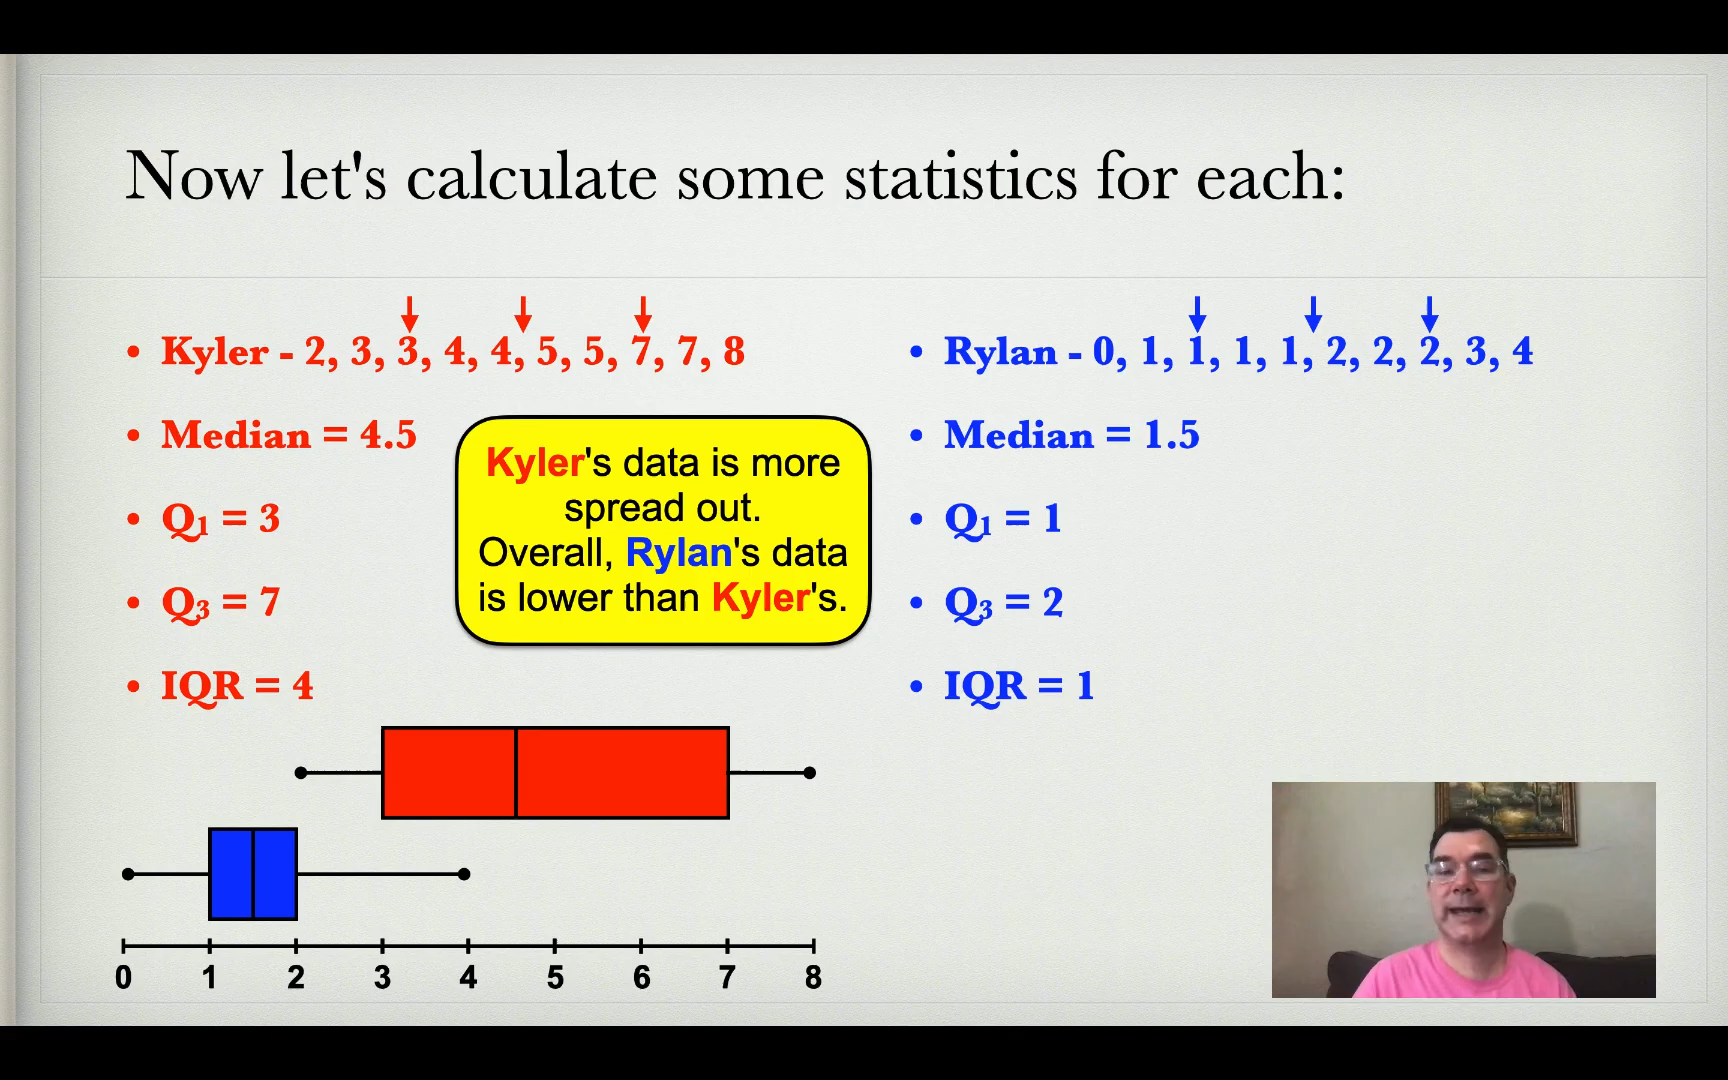 Now let's calculate some statistics for each:
• Kyler - 2, 3, 3, 4, 4, 5, 5, 7, 7, 8
• Median = 4.5
• Q₁ = 3
• Q₃ = 7
• IQR = 4
Kyler's data is more
spread out.
Overall, Rylan's data
is lower than Kyler's.
• Rylan - 0, 1, 1, 1, 1, 2, 2, 2, 3, 4
• Median = 1.5
• Q₁ = 1
• Q₃ = 2
• IQR = 1
0 1 2 3 4 5 6 7 8